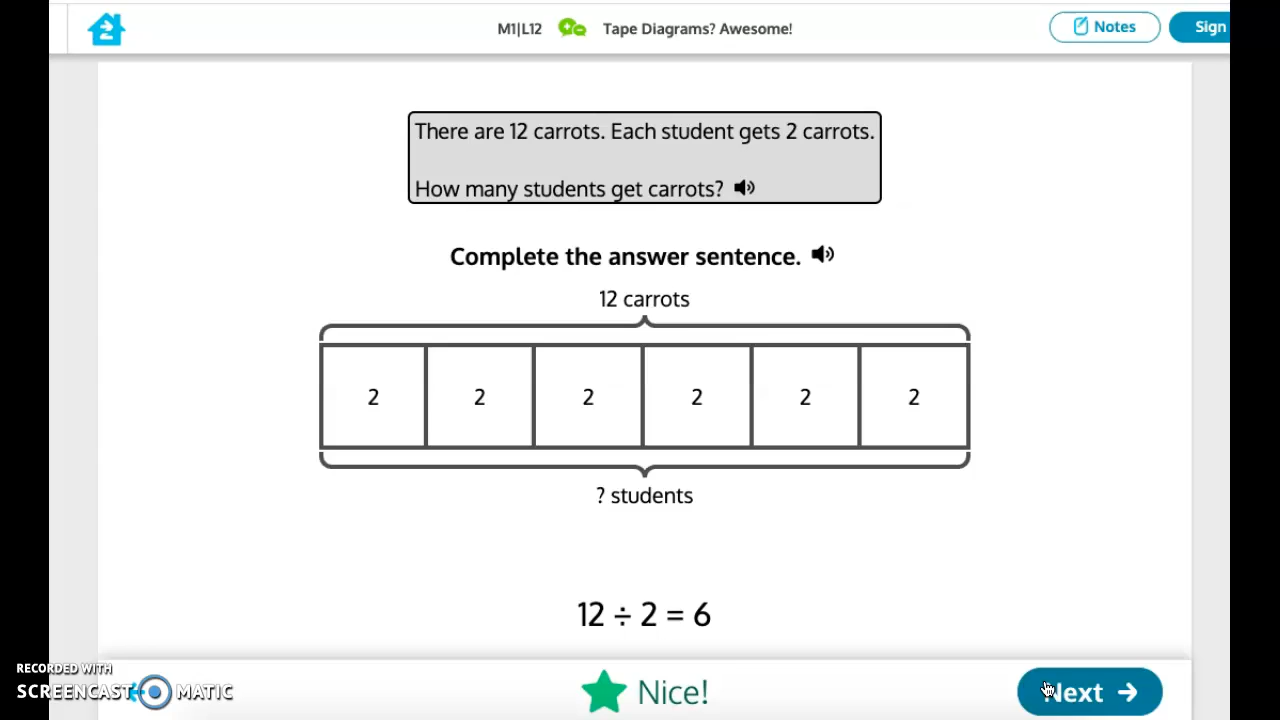 M1|L12 Tape Diagrams? Awesome! Notes Sign
There are 12 carrots. Each student gets 2 carrots.
How many students get carrots?
Complete the answer sentence.
12 carrots
2 2 2 2 2 2
? students
12 ÷ 2 = 6
Nice!
Next →
RECORDED WITH
SCREENCAST MATIC